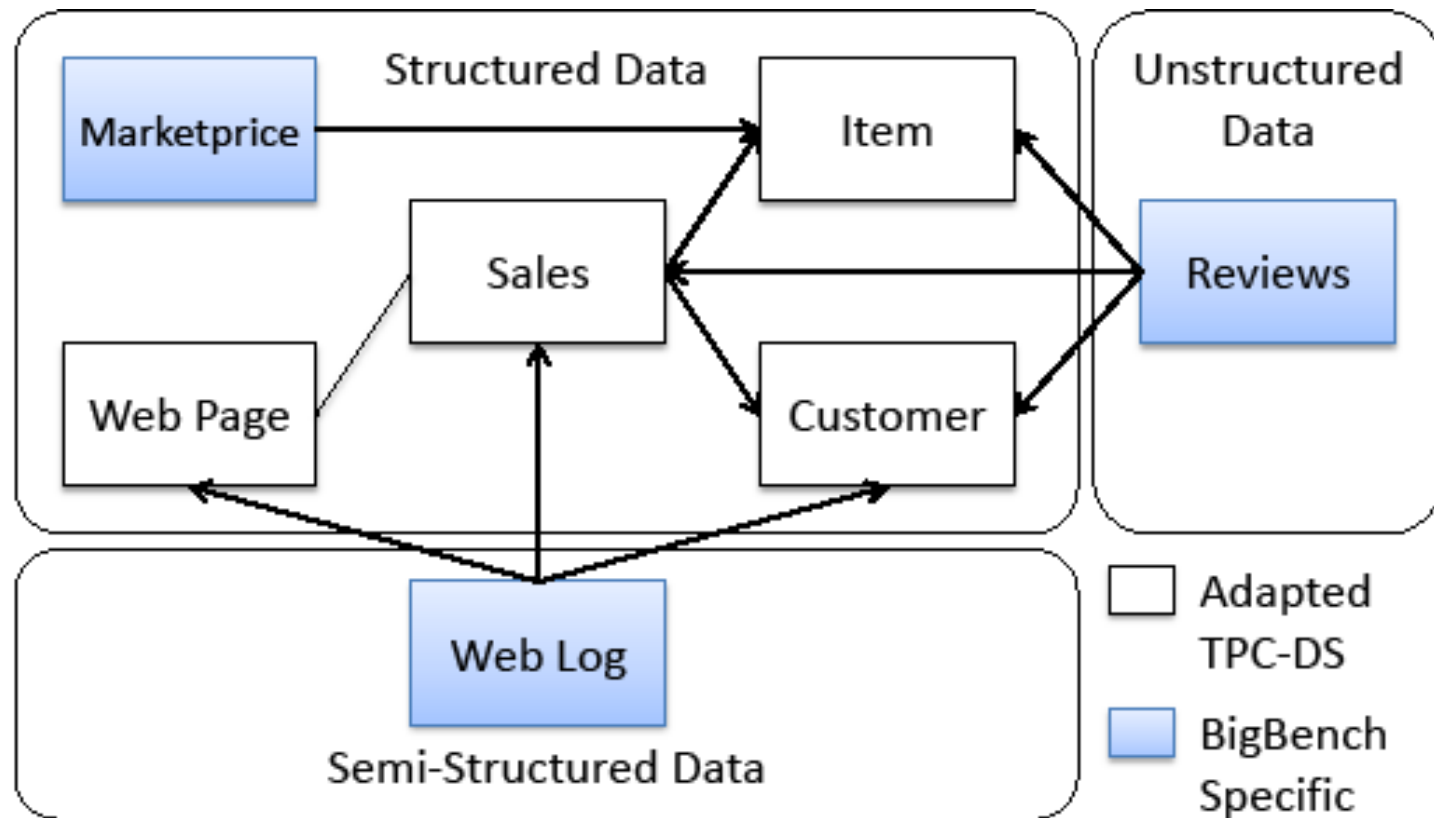 Structured Data
Marketprice
Item
Sales
Web Page
Customer
Unstructured
Data
Reviews
Web Log
Semi-Structured Data
Adapted
TPC-DS
BigBench
Specific